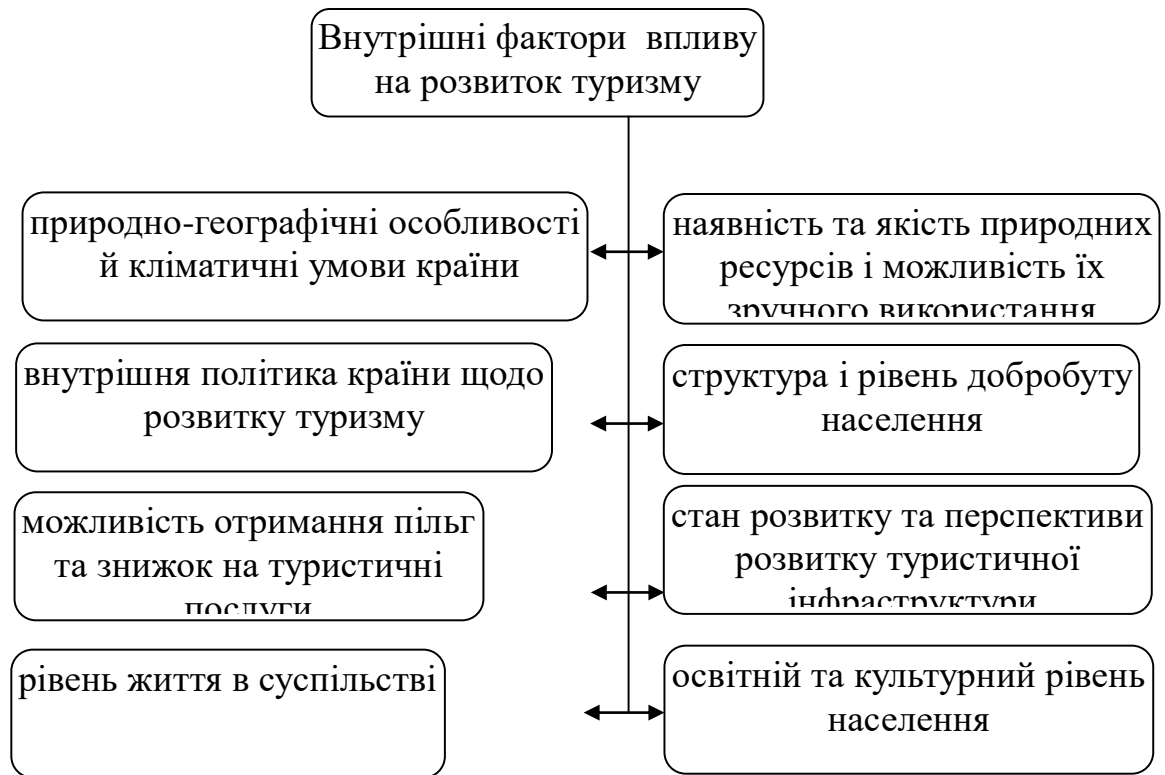 Внутрішні фактори впливу
на розвиток туризму
природно-географічні особливості
й кліматичні умови країни
наявність та якість природних
ресурсів і можливість їх
зручного використання
внутрішня політика країни щодо
розвитку туризму
структура і рівень добробуту
населення
можливість отримання пільг
та знижок на туристичні
послуги
стан розвитку та перспективи
розвитку туристичної
інфраструктури
рівень життя в суспільстві
освітній та культурний рівень
населення